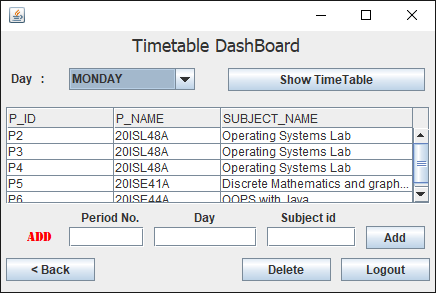 Timetable DashBoard
Day : MONDAY Show TimeTable
P_ID P_NAME SUBJECT_NAME
P2 20ISL48A Operating Systems Lab
P3 20ISL48A Operating Systems Lab
P4 20ISL48A Operating Systems Lab
P5 20ISE41A Discrete Mathematics and graph...
P6 20ISE44A OOPS with Java
Period No. Day Subject id
ADD Add
< Back Delete Logout